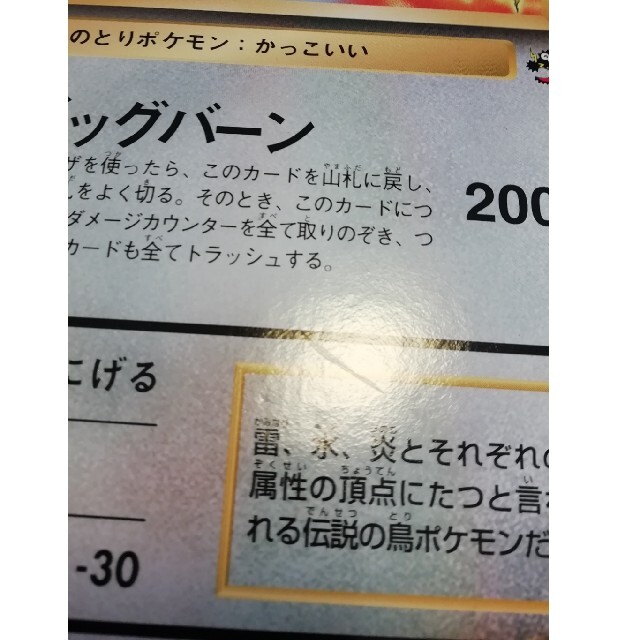 のとりポケモン：かっこいい
ッグバーン
ザを使ったら、このカードを山札に戻し、
をよく切る。そのとき、このカードにつ
ダメージカウンターを全て取りのぞき、つ
カードも全てトラッシュする。
200
にげる
-30
雷、氷、炎とそれぞれの
属性の頂点にたつと言わ
れる伝説の鳥ポケモンだ